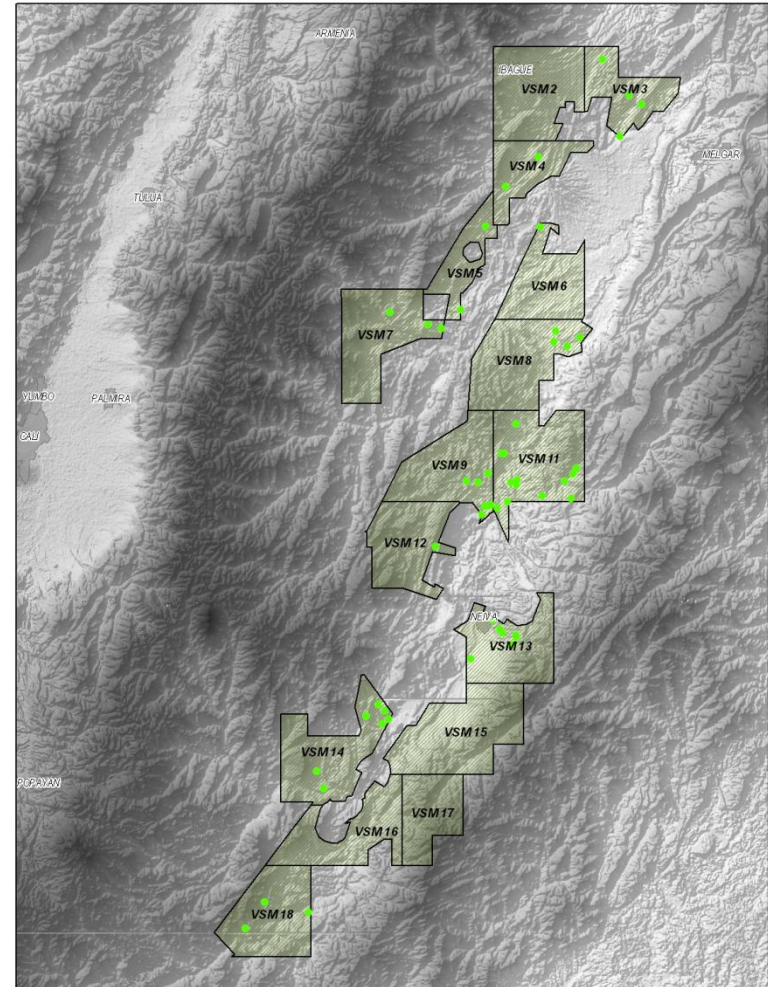 ARMENIA
IBAGUE
VSM2
VSM3
MELGAR
VSM4
TULUA
VSM5
VSM6
VSM7
VSM8
YUMBO
PALMIRA
CALI
VSM9
VSM11
VSM12
NEIVA
VSM13
VSM15
VSM14
POPAYAN
VSM17
VSM16
VSM18